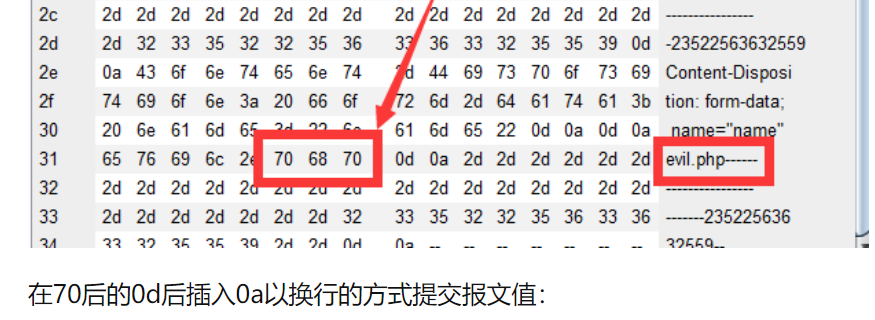 2c 2d 2d 2d 2d 2d 2d 2d 2d 2d 2d 2d 2d 2d 2d 2d 2d ----------------
2d 2d 32 33 35 32 32 35 36 33 36 33 32 35 35 39 0d -23522563632559
2e 0a 43 6f 6e 74 65 6e 74 2d 44 69 73 70 6f 73 69 Content-Disposi
2f 74 69 6f 6e 3a 20 66 6f 72 6d 2d 64 61 74 61 3b tion: form-data;
30 20 6e 61 6d 65 3d 22 6e 61 6d 65 22 0d 0a 0d 0a name="name"
31 65 76 69 6c 2e 70 68 70 0d 0a 2d 2d 2d 2d 2d 2d 2d evil.php------
32 2d 2d 2d 2d 2d 2d 2d 2d 2d 2d 2d 2d 2d 2d 2d 2d ----------------
33 2d 2d 2d 2d 2d 2d 2d 32 33 35 32 32 35 36 33 36 -------235225636
34 33 32 35 35 39 2d 2d 0d 0a -- -- -- -- -- -- -- 32559--
在70后的0d后插入0a以换行的方式提交报文值：